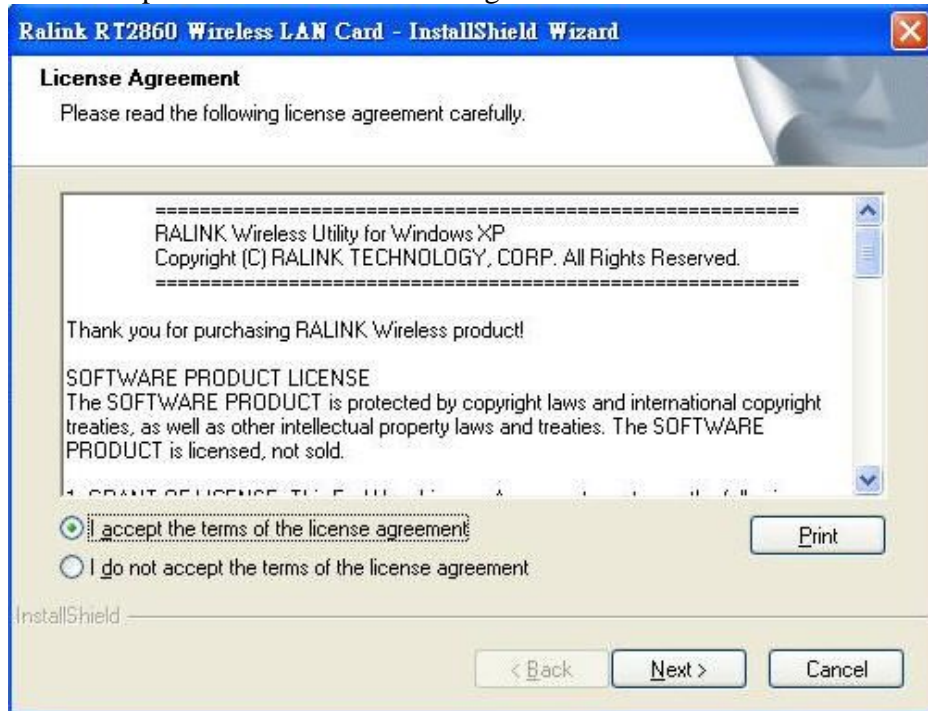 Ralink RT2860 Wireless LAN Card - InstallShield Wizard
License Agreement
Please read the following license agreement carefully.
===========================================================
RALINK Wireless Utility for Windows XP
Copyright (C) RALINK TECHNOLOGY, CORP. All Rights Reserved.
===========================================================
Thank you for purchasing RALINK Wireless product!
SOFTWARE PRODUCT LICENSE
The SOFTWARE PRODUCT is protected by copyright laws and international copyright
treaties, as well as other intellectual property laws and treaties. The SOFTWARE
PRODUCT is licensed, not sold.
I accept the terms of the license agreement
Print
I do not accept the terms of the license agreement
InstallShield
< Back
Next >
Cancel